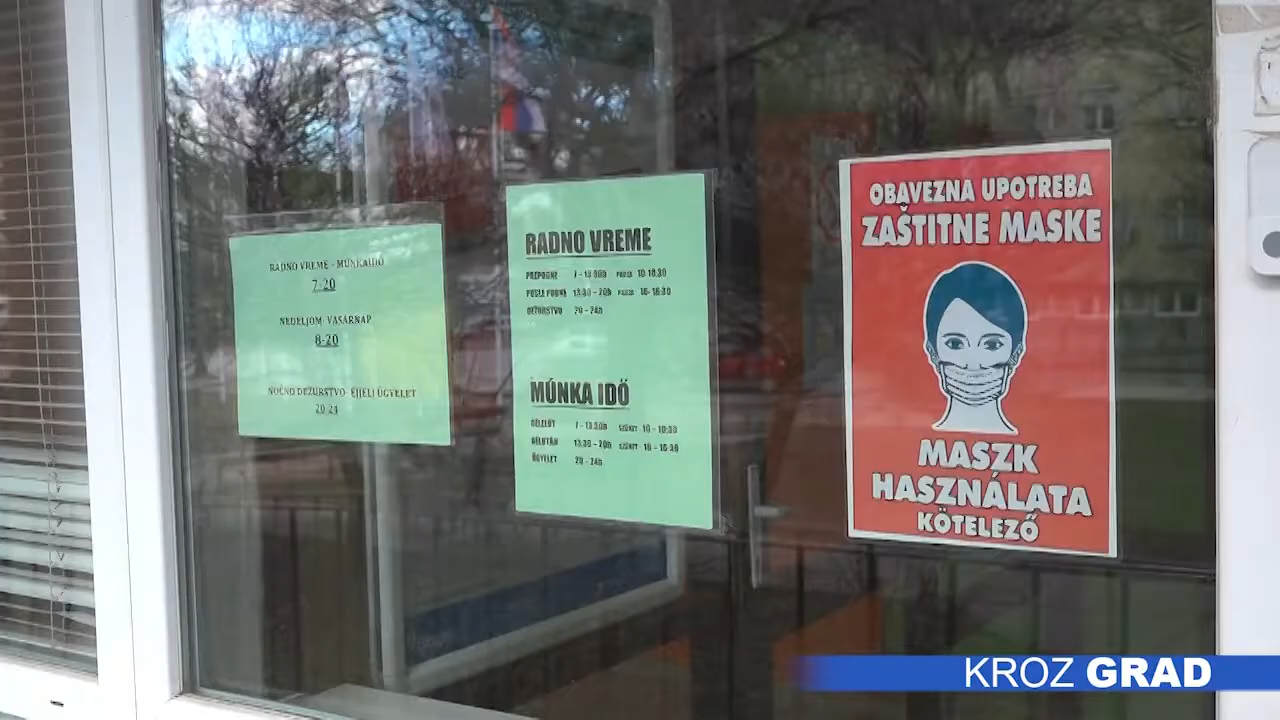 RADNO VREME - MUNKAIDŐ
7-20
NEDELJOM- VASÁRNAP
8-20
NOĆNO DEŽURSTVO- ÉJJELI ÜGYELET
20-24
RADNO VREME
PREPODNE 7 - 13.30h PAUZA 10-10.30
POSLE PODNE 13.30 - 20h PAUZA 16-16.30
DEŽURSTVO 20 - 24h
MÚNKA IDŐ
DÉLELŐT 7 - 13.30h SZÜNET 10 - 10:30
DÉLUTÁN 13.30 - 20h SZÜNET 16 - 16:30
ÜGYELET 20 - 24h
OBAVEZNA UPOTREBA
ZAŠTITNE MASKE
MASZK
HASZNÁLATA
KÖTELEZŐ
KROZ GRAD